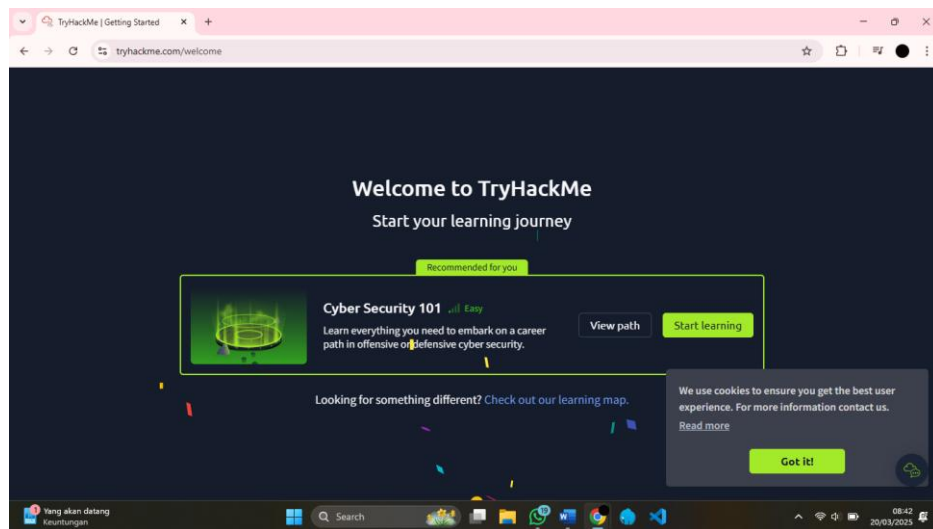 TryHackMe | Getting Started
tryhackme.com/welcome
Welcome to TryHackMe
Start your learning journey
Recommended for you
Cyber Security 101 Easy
Learn everything you need to embark on a career
path in offensive or defensive cyber security.
View path
Start learning
Looking for something different? Check out our learning map.
We use cookies to ensure you get the best user
experience. For more information contact us.
Read more
Got it!
1
Yang akan datang
Keuntungan
Search
08:42
20/03/2025